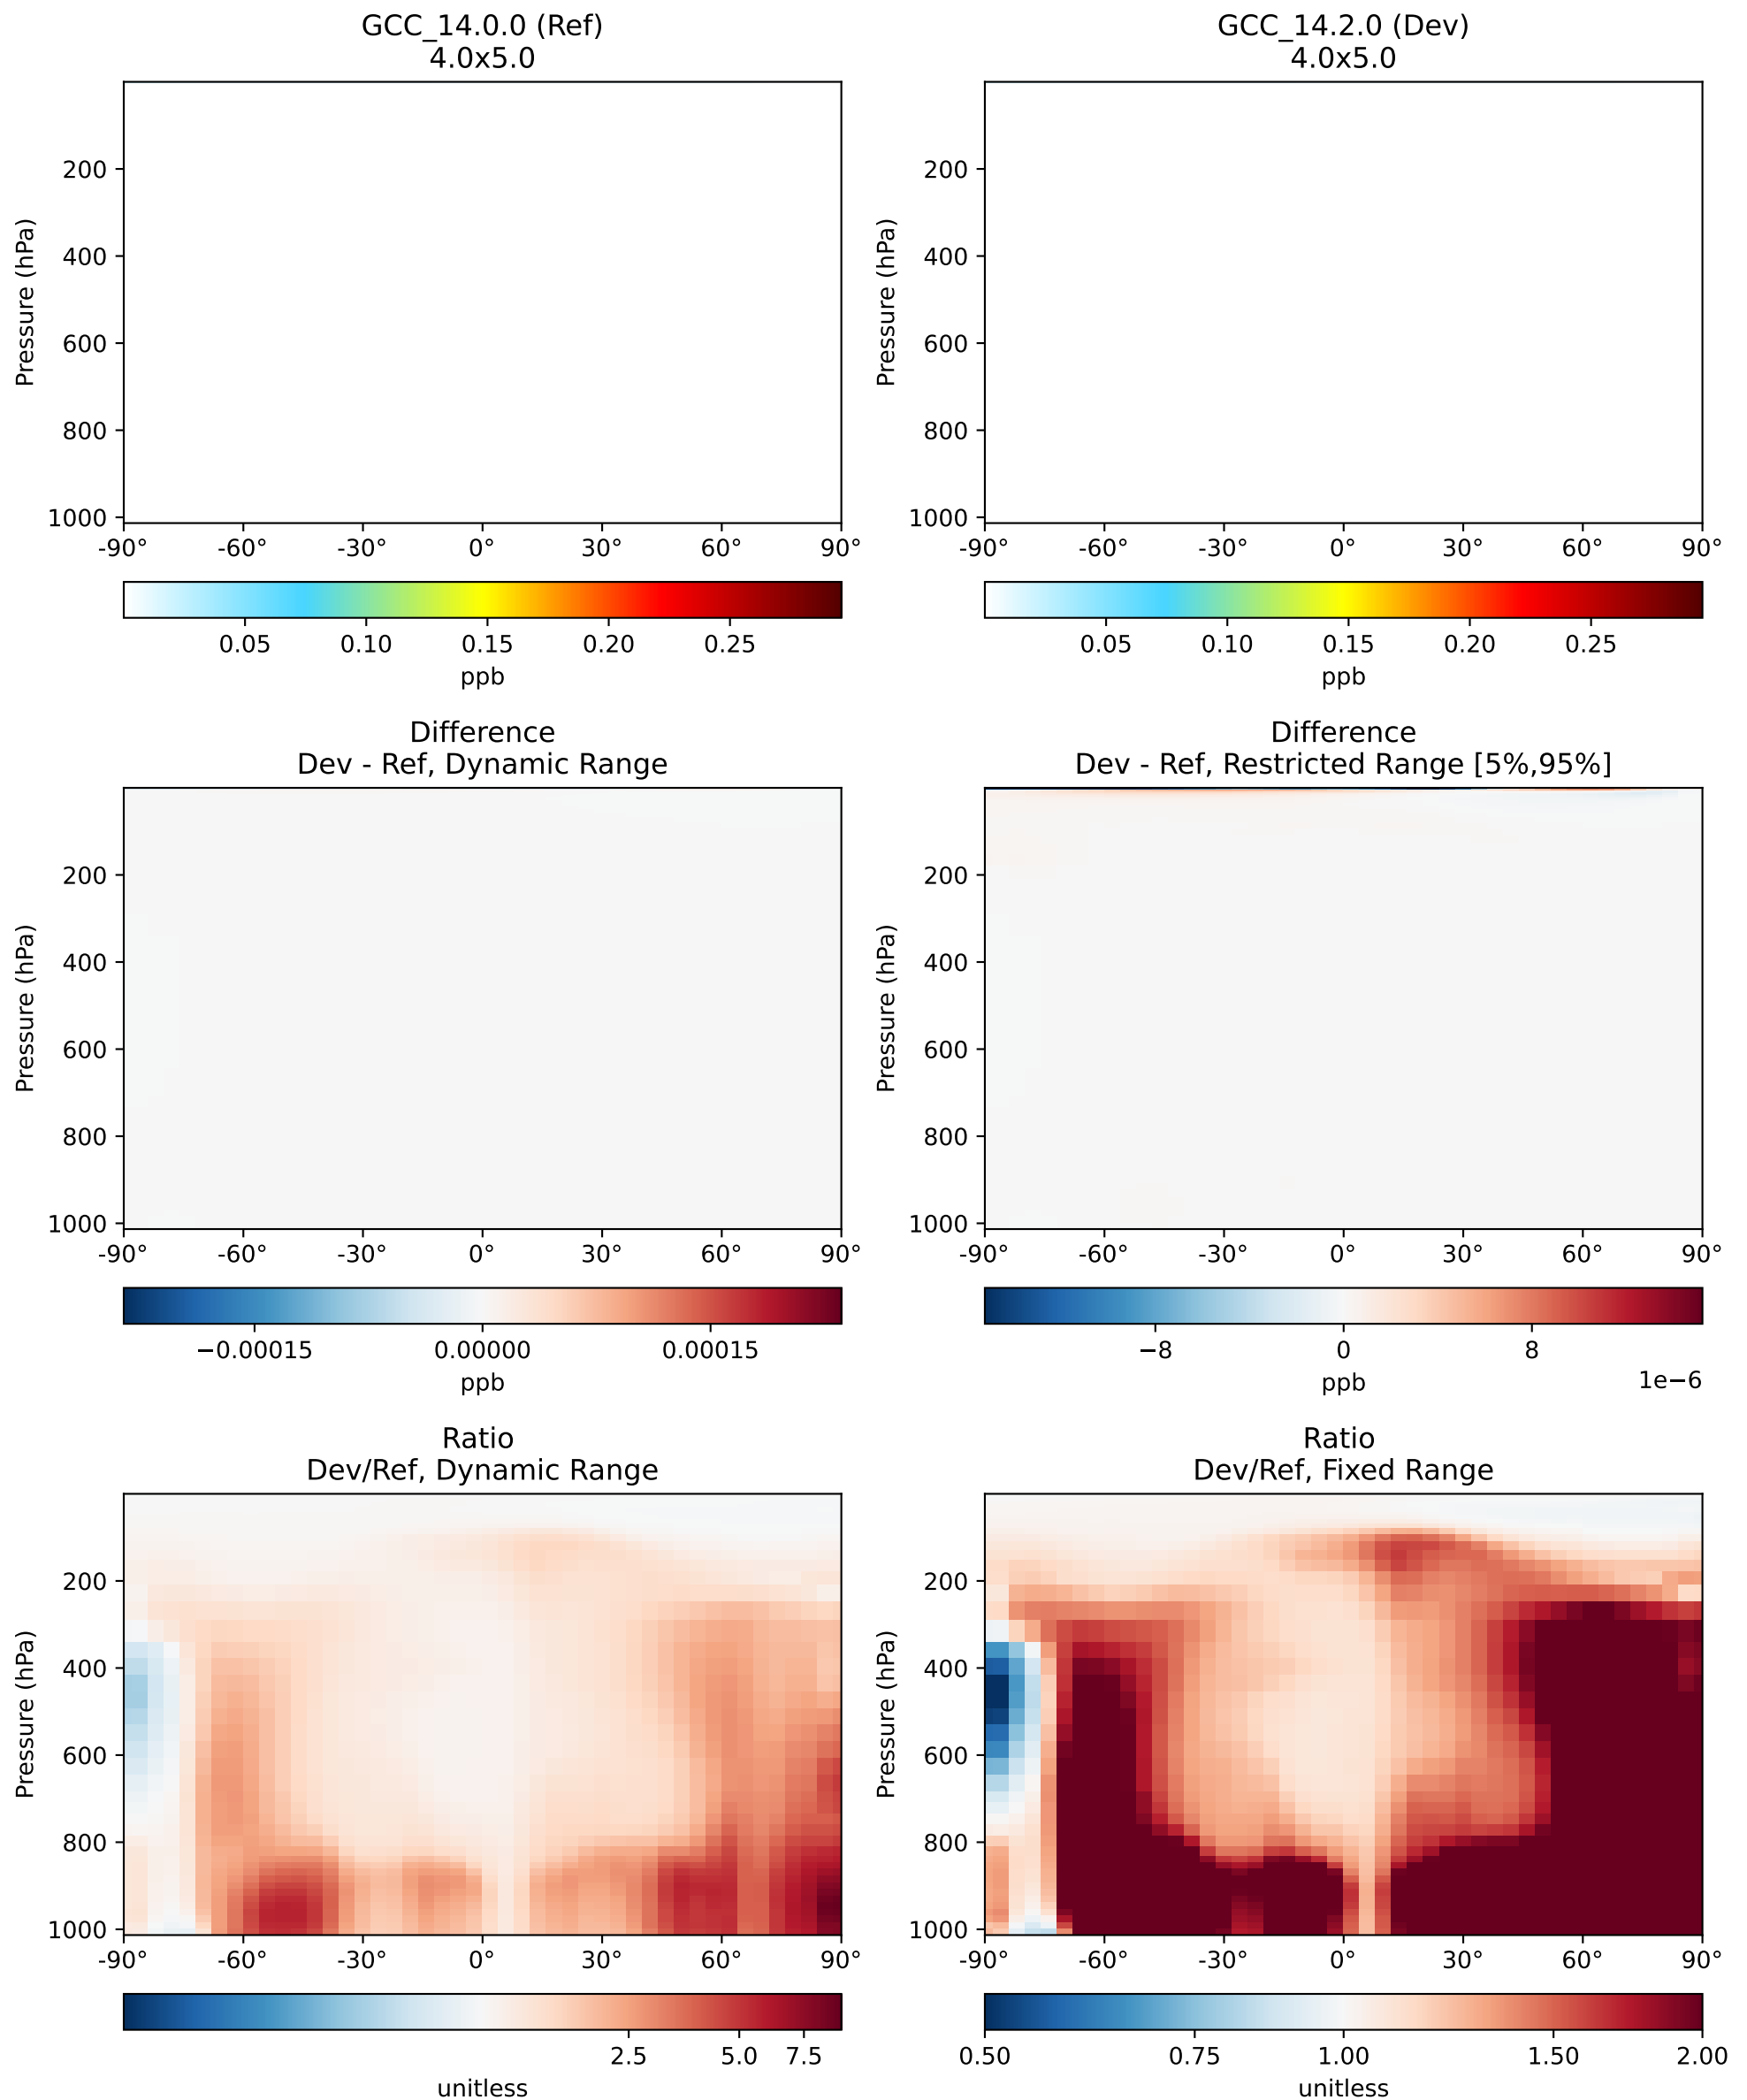 GCC_14.0.0 (Ref)
4.0x5.0
GCC_14.2.0 (Dev)
4.0x5.0
Pressure (hPa)
200
400
600
800
1000
-90° -60° -30° 0° 30° 60° 90°
0.05 0.10 0.15 0.20 0.25
ppb
Pressure (hPa)
200
400
600
800
1000
-90° -60° -30° 0° 30° 60° 90°
0.05 0.10 0.15 0.20 0.25
ppb
Difference
Dev - Ref, Dynamic Range
Pressure (hPa)
200
400
600
800
1000
-90° -60° -30° 0° 30° 60° 90°
−0.00015 0.00000 0.00015
ppb
Difference
Dev - Ref, Restricted Range [5%,95%]
Pressure (hPa)
200
400
600
800
1000
-90° -60° -30° 0° 30° 60° 90°
−8 0 8
ppb
1e−6
Ratio
Dev/Ref, Dynamic Range
Pressure (hPa)
200
400
600
800
1000
-90° -60° -30° 0° 30° 60° 90°
2.5 5.0 7.5
unitless
Ratio
Dev/Ref, Fixed Range
Pressure (hPa)
200
400
600
800
1000
-90° -60° -30° 0° 30° 60° 90°
0.50 0.75 1.00 1.50 2.00
unitless